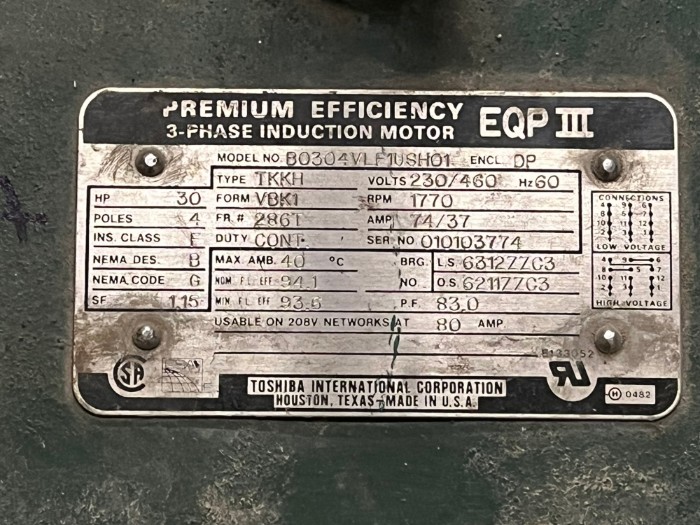 PREMIUM EFFICIENCY
3-PHASE INDUCTION MOTOR EQP III
MODEL NO. B0304VLF1USH01 ENCL. DP
TYPE TKKH VOLTS 230/460 Hz 60
HP 30 FORM VBK1 RPM 1770
POLES 4 FR.# 286T AMP 74/37
INS. CLASS F DUTY CONT. SER. NO. 010103774
NEMA DES. B MAX AMB. 40 °C BRG. L.S. 6312ZZC3
NEMA CODE G NOM. F.L. EFF 94.1 NO. O.S. 6211ZZC3
SF 1.15 MIN. F.L. EFF 93.6 P.F. 83.0
USABLE ON 208V NETWORKS AT 80 AMP
CONNECTIONS
LOW VOLTAGE
HIGH VOLTAGE
B133052
TOSHIBA INTERNATIONAL CORPORATION
HOUSTON, TEXAS-MADE IN U.S.A.
H 0482